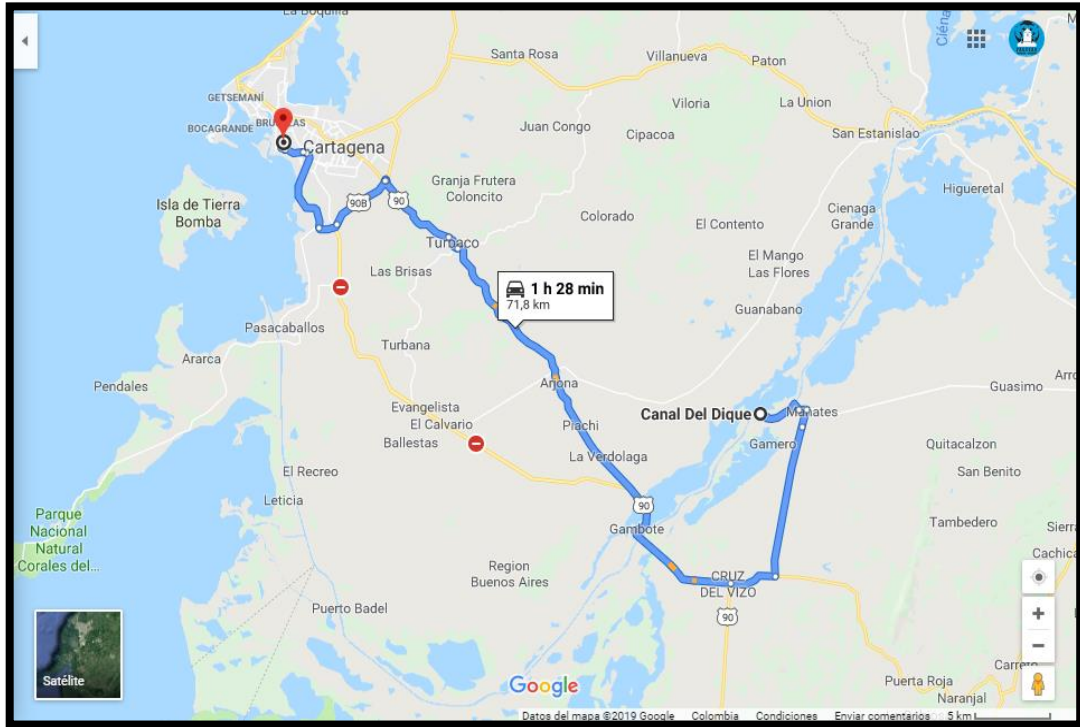 La Boquilla
Santa Rosa
Villanueva
Paton
GETSEMANÍ
Viloria
La Union
BOCAGRANDE
Juan Congo
Cipacoa
San Estanislao
Cartagena
Granja Frutera
Coloncito
Higueretal
Isla de Tierra
Bomba
90B
90
Colorado
El Contento
Cienaga
Grande
Turbaco
El Mango
Las Flores
Las Brisas
1 h 28 min
71,8 km
Guanabano
Pasacaballos
Turbana
Ararca
Pendales
Arjona
Guasimo
Evangelista
Canal Del Dique
Mahates
El Calvario
Piachi
Ballestas
Gamero
Quitacalzon
La Verdolaga
El Recreo
San Benito
Leticia
90
Parque
Nacional
Natural
Corales del...
Gambote
Tambedero
Region
Buenos Aires
CRUZ
DEL VIZO
Puerto Badel
90
Satélite
Puerto Roja
Google
Naranjal
Datos del mapa ©2019 Google Colombia Condiciones Enviar comentarios 5 km